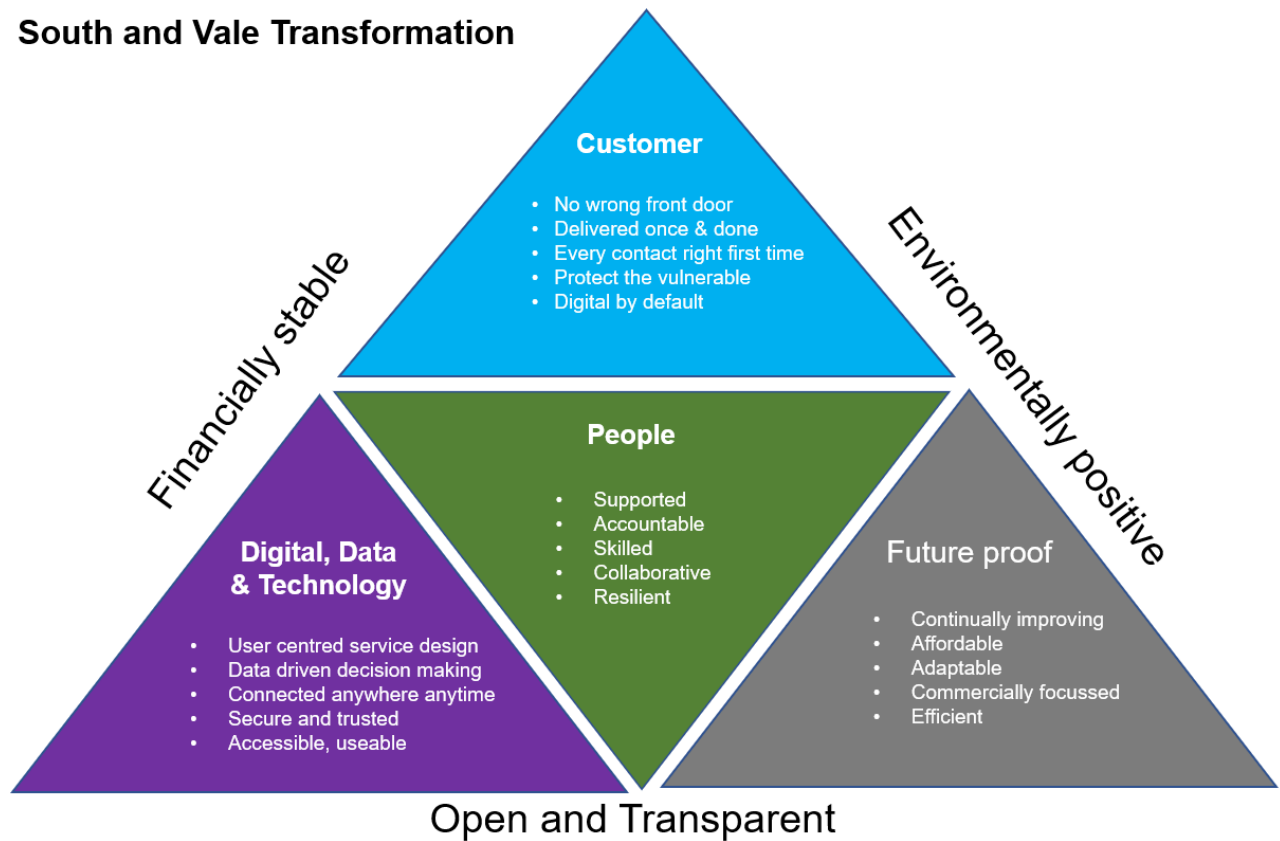 South and Vale Transformation
Customer
• No wrong front door
• Delivered once & done
• Every contact right first time
• Protect the vulnerable
• Digital by default
Financially stable
Environmentally positive
People
• Supported
• Accountable
• Skilled
• Collaborative
• Resilient
Digital, Data
& Technology
• User centred service design
• Data driven decision making
• Connected anywhere anytime
• Secure and trusted
• Accessible, useable
Future proof
• Continually improving
• Affordable
• Adaptable
• Commercially focussed
• Efficient
Open and Transparent